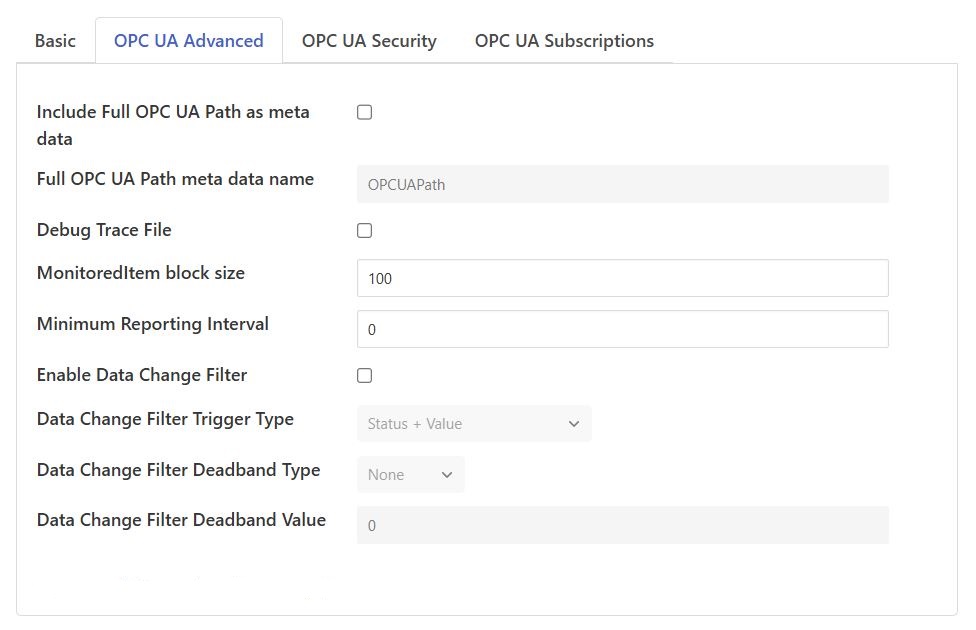 Basic
OPC UA Advanced
OPC UA Security
OPC UA Subscriptions
Include Full OPC UA Path as meta
data
Full OPC UA Path meta data name
OPCUAPath
Debug Trace File
MonitoredItem block size
100
Minimum Reporting Interval
0
Enable Data Change Filter
Data Change Filter Trigger Type
Status + Value
Data Change Filter Deadband Type
None
Data Change Filter Deadband Value
0